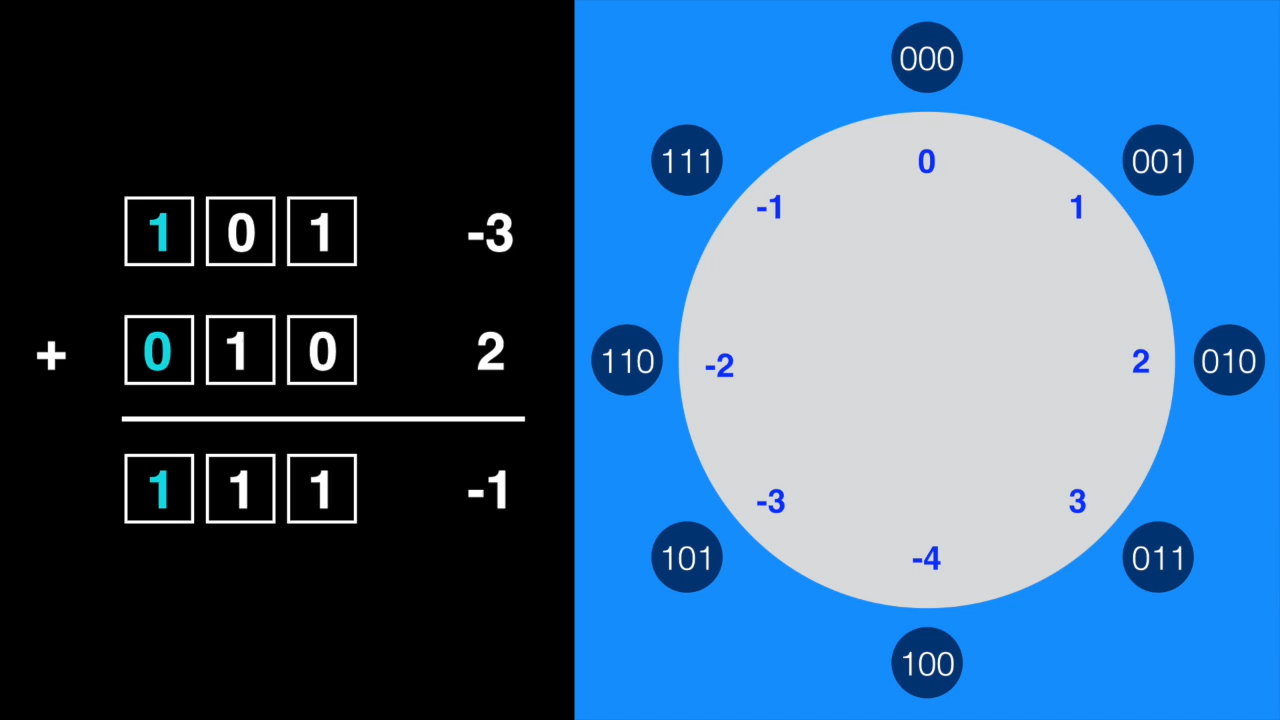 1 0 1 -3
+ 0 1 0 2
1 1 1 -1
000
111 001
0
-1 1
110 -2 2 010
-3 3
101 011
-4
100